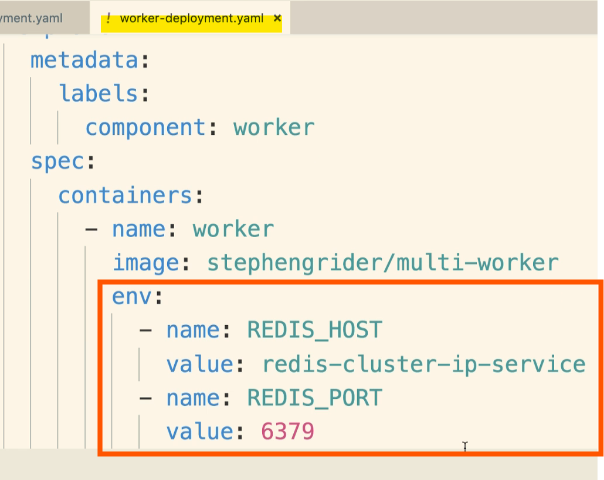 yment.yaml ! worker-deployment.yaml ×
metadata:
labels:
component: worker
spec:
containers:
- name: worker
image: stephengrider/multi-worker
env:
- name: REDIS_HOST
value: redis-cluster-ip-service
- name: REDIS_PORT
value: 6379